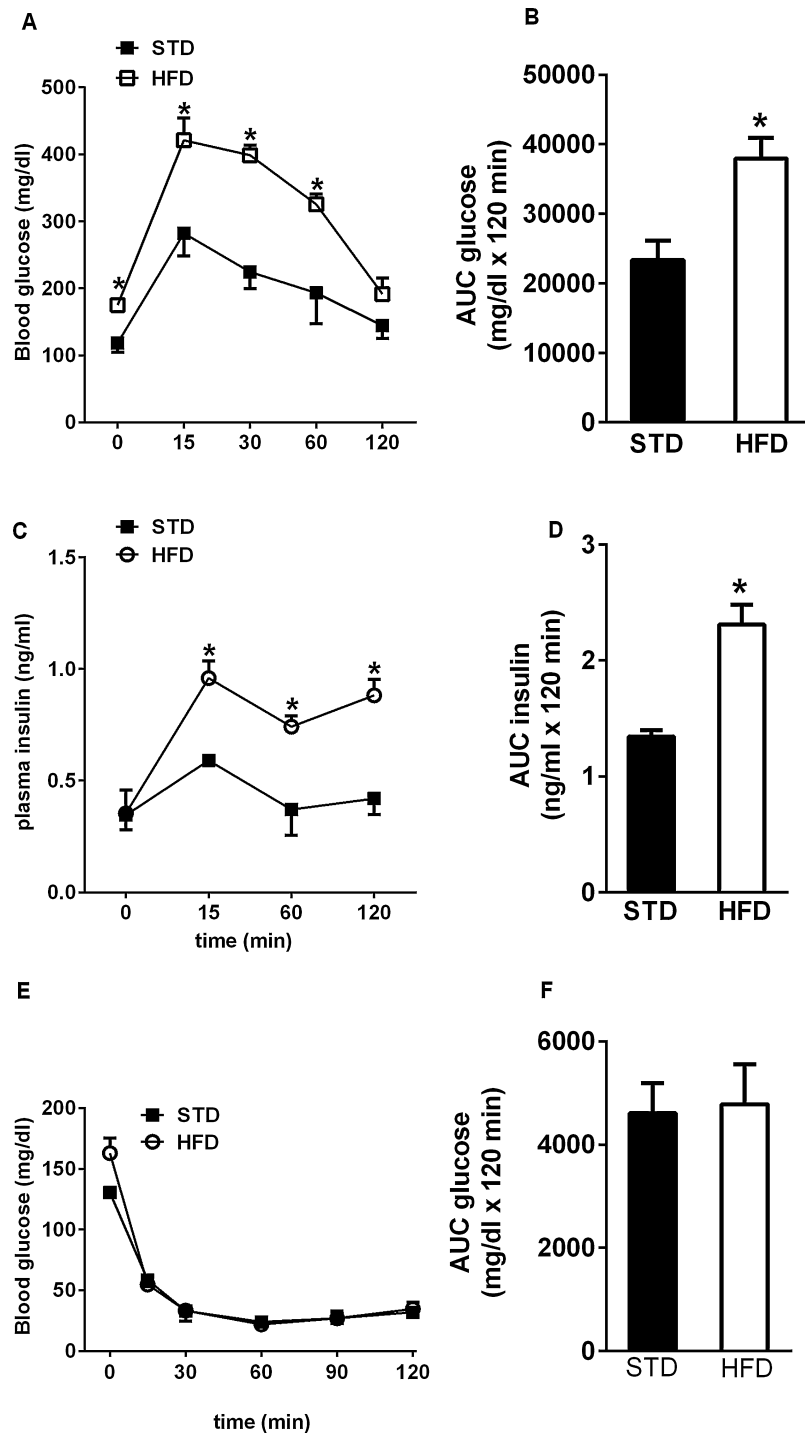 A
STD
HFD
Blood glucose (mg/dl)
500
400
300
200
100
0
* * * *
0 15 30 60 120
B
AUC glucose
(mg/dl x 120 min)
50000
40000
30000
20000
10000
0
*
STD HFD
C
STD
HFD
plasma insulin (ng/ml)
1.5
1.0
0.5
0.0
* * *
0 15 60 120
time (min)
D
AUC insulin
(ng/ml x 120 min)
3
2
1
0
*
STD HFD
E
STD
HFD
Blood glucose (mg/dl)
200
150
100
50
0
0 30 60 90 120
time (min)
F
AUC glucose
(mg/dl x 120 min)
6000
4000
2000
0
STD HFD